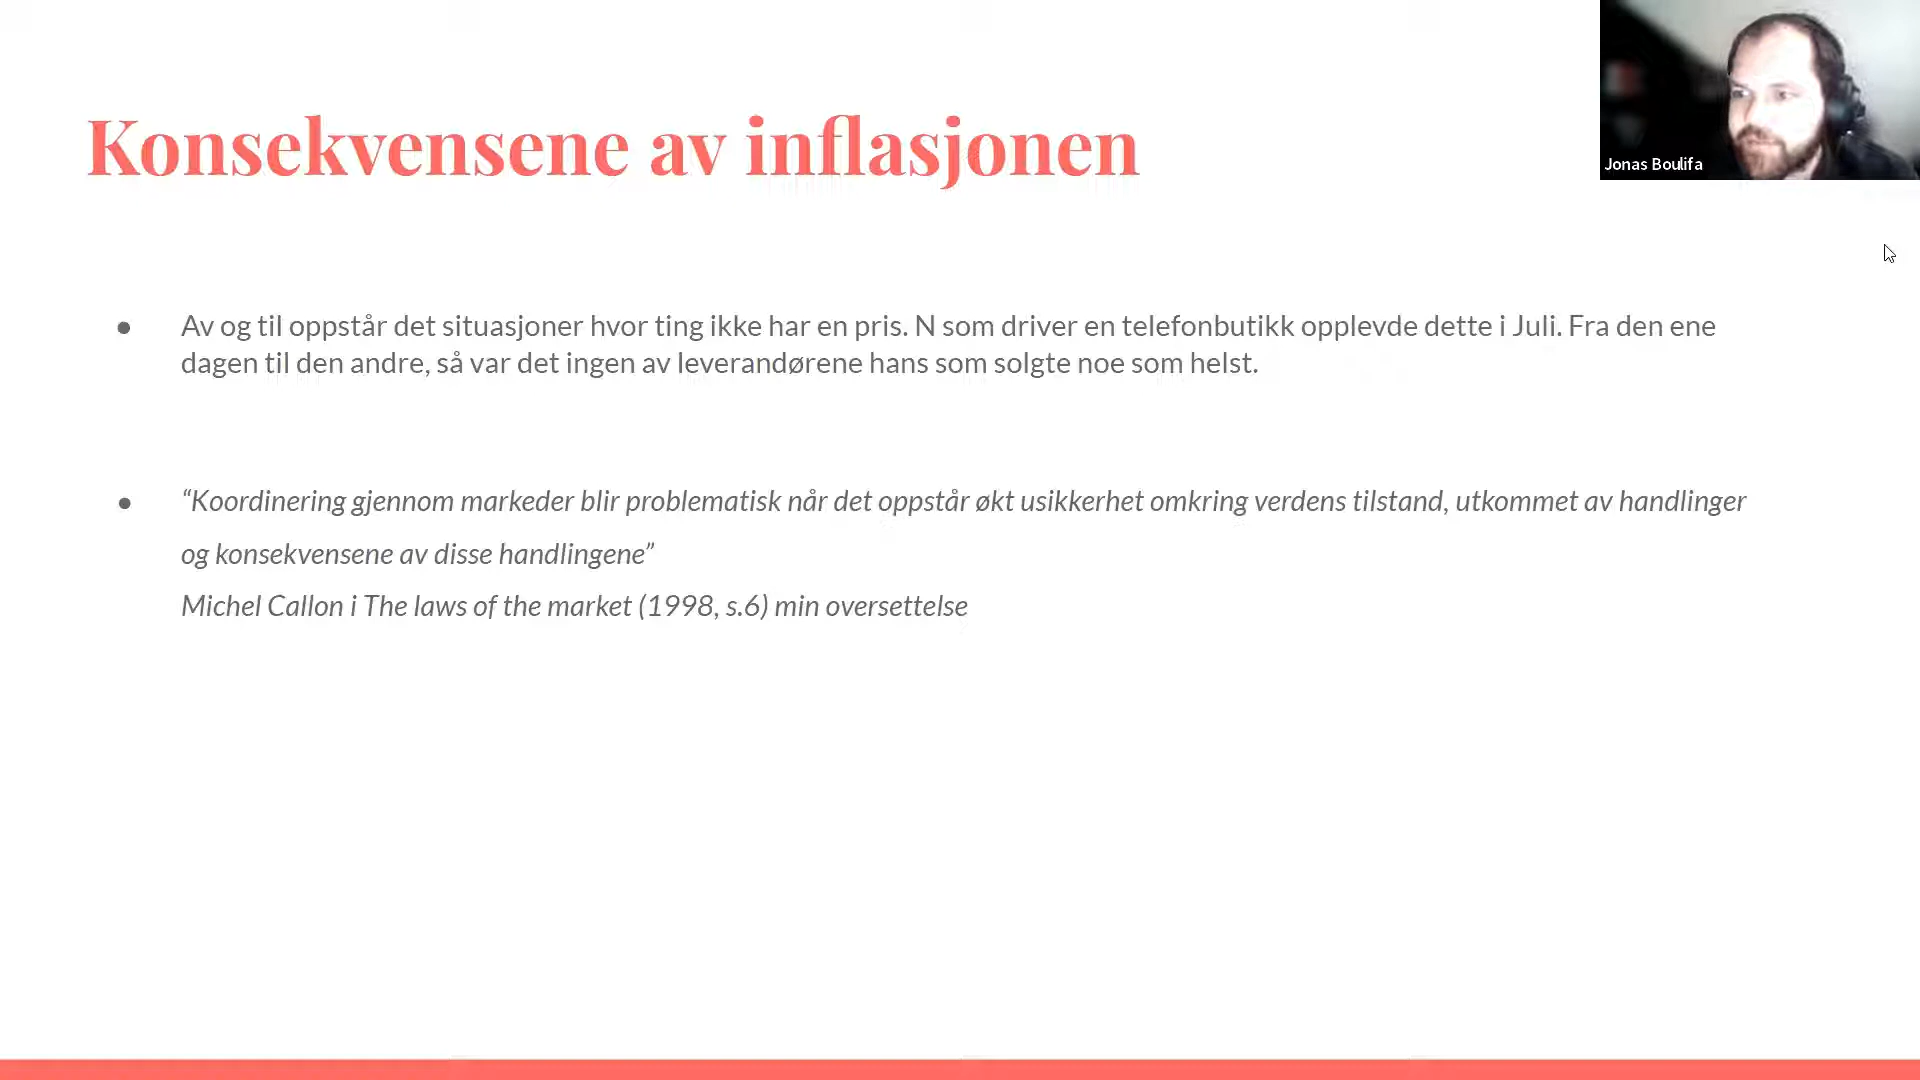 Konsekvensene av inflasjonen
Jonas Boulifa
● Av og til oppstår det situasjoner hvor ting ikke har en pris. N som driver en telefonbutikk opplevde dette i Juli. Fra den ene
dagen til den andre, så var det ingen av leverandørene hans som solgte noe som helst.
● “Koordinering gjennom markeder blir problematisk når det oppstår økt usikkerhet omkring verdens tilstand, utkommet av handlinger
og konsekvensene av disse handlingene”
Michel Callon i The laws of the market (1998, s.6) min oversettelse